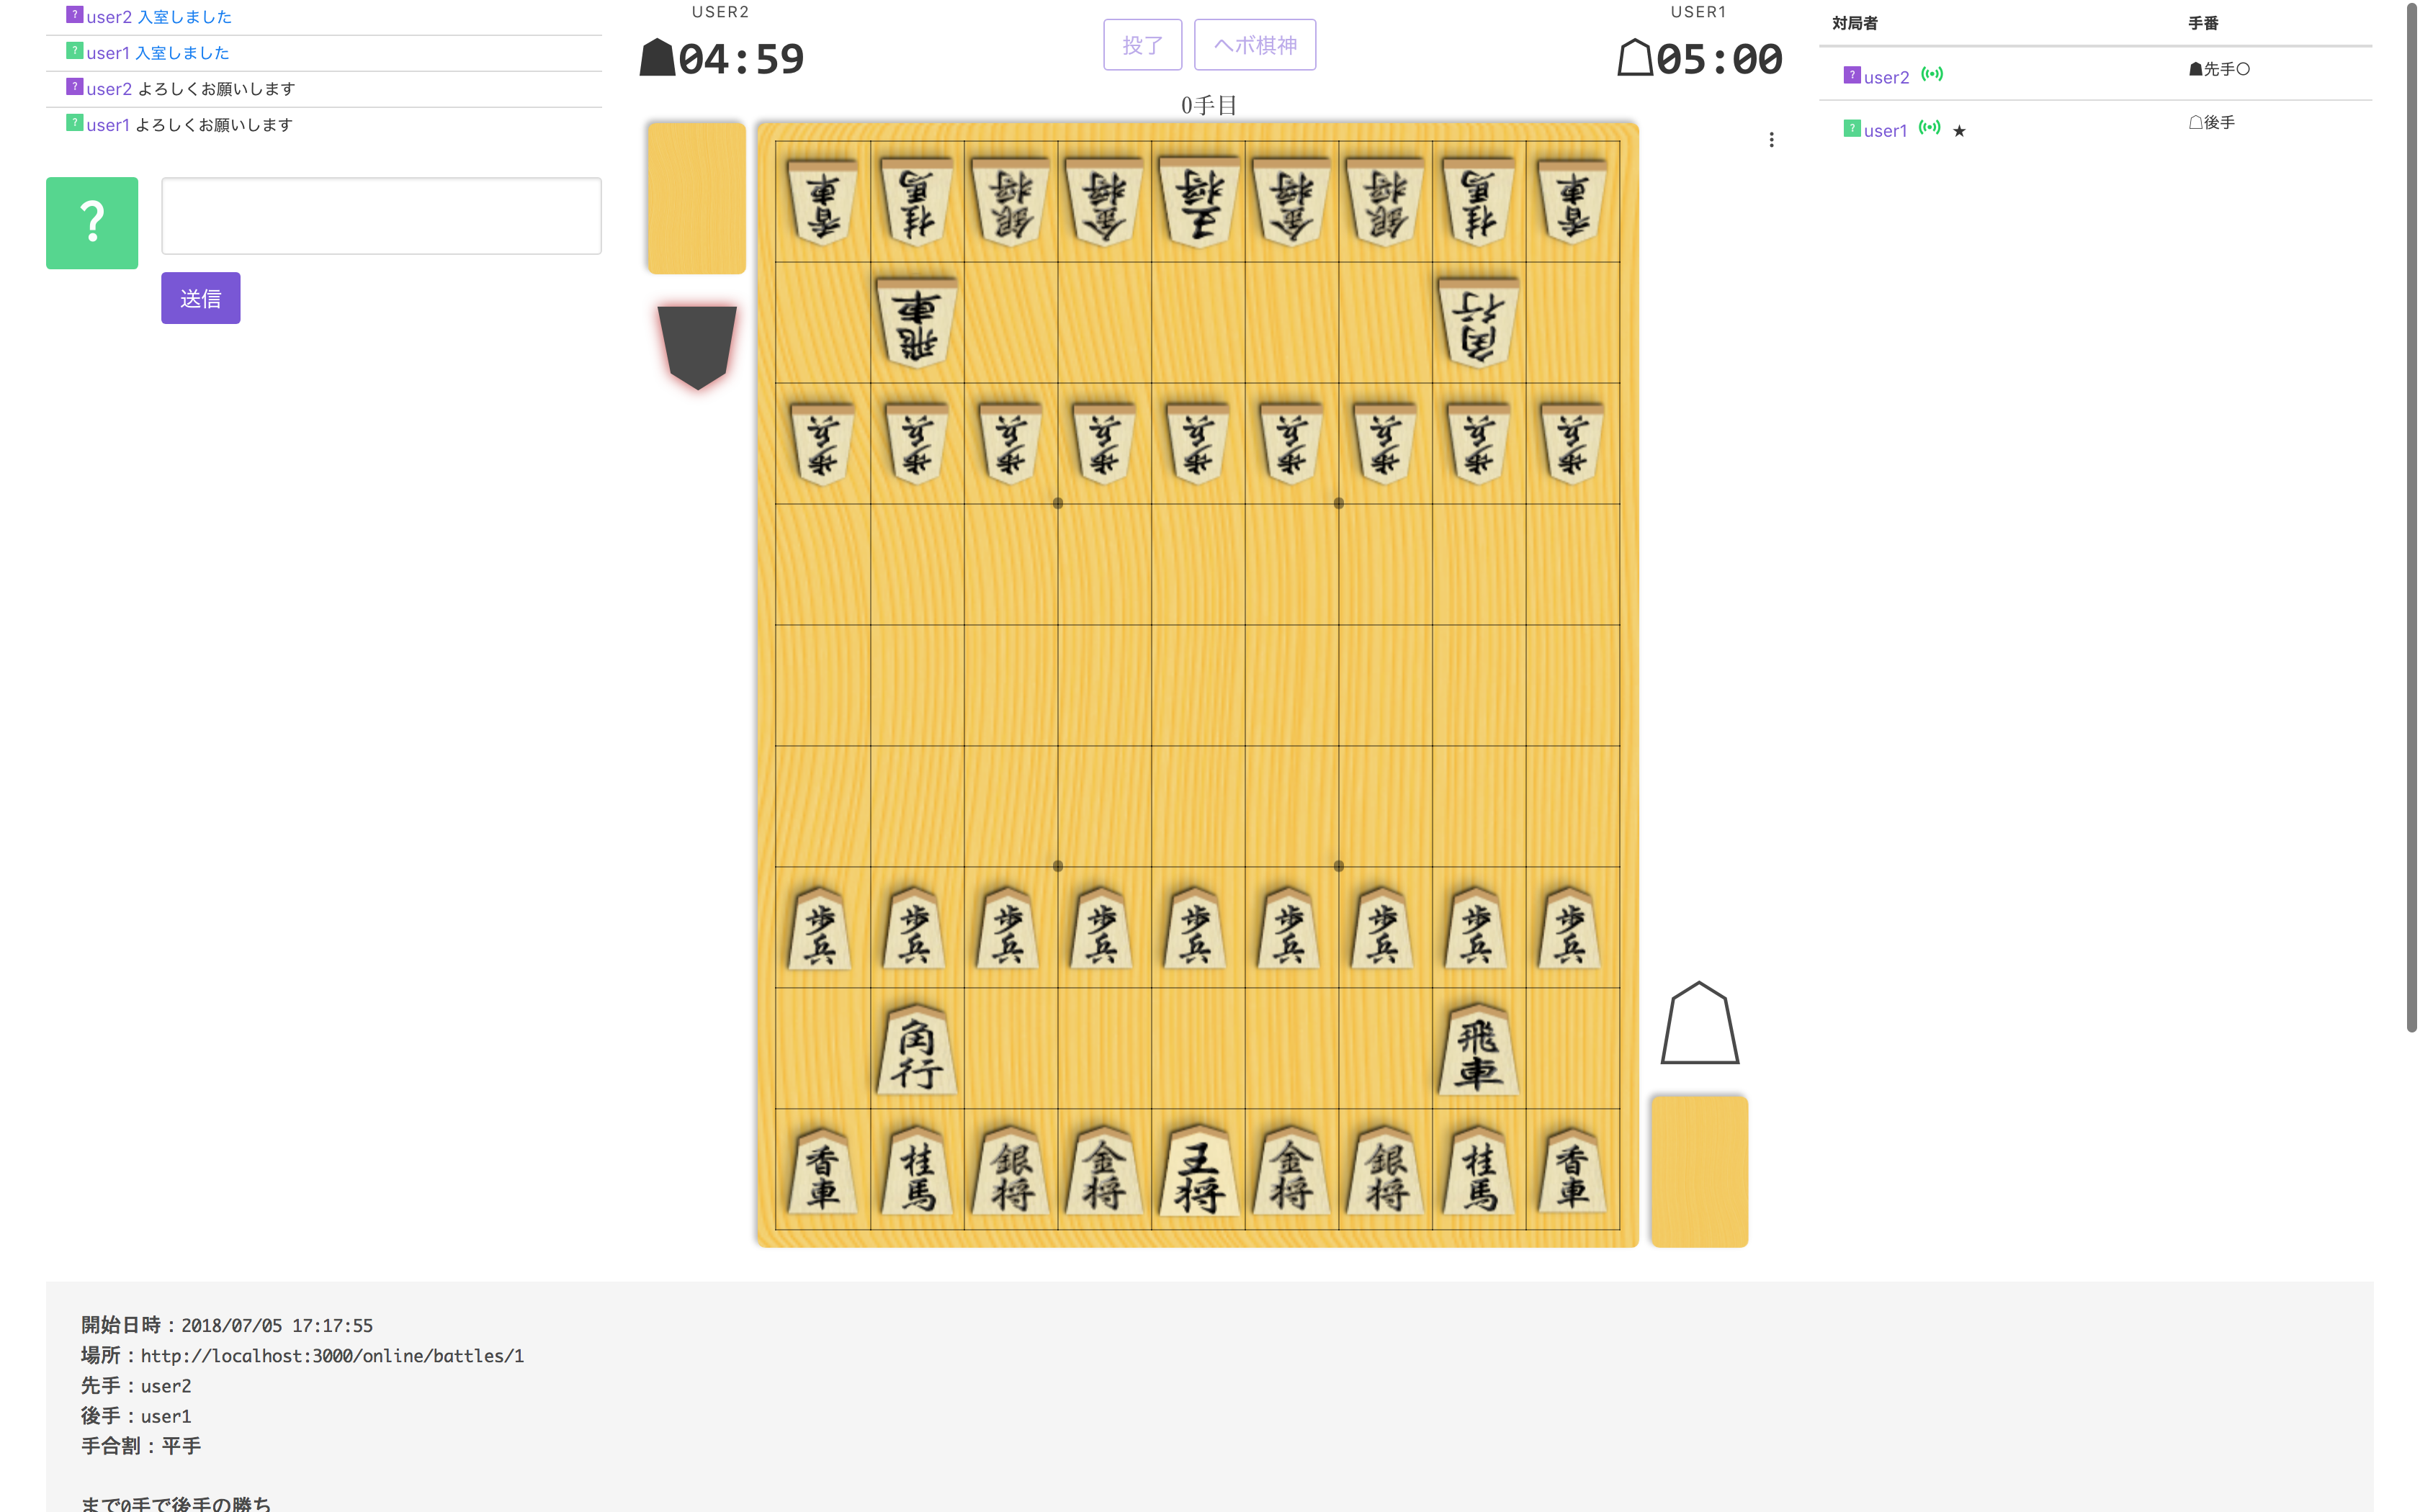 ? user2 入室しました
? user1 入室しました
? user2 よろしくお願いします
? user1 よろしくお願いします
?
送信
USER2
04:59
投了
ヘボ棋神
USER1
05:00
0手目
対局者 手番
? user2 ☗先手○
? user1 ★ ☖後手
香車 桂馬 銀将 金将 王将 金将 銀将 桂馬 香車
飛車 角行
歩兵 歩兵 歩兵 歩兵 歩兵 歩兵 歩兵 歩兵 歩兵
歩兵 歩兵 歩兵 歩兵 歩兵 歩兵 歩兵 歩兵 歩兵
角行 飛車
香車 桂馬 銀将 金将 王将 金将 銀将 桂馬 香車
開始日時：2018/07/05 17:17:55
場所：http://localhost:3000/online/battles/1
先手：user2
後手：user1
手合割：平手
まで0手で後手の勝ち